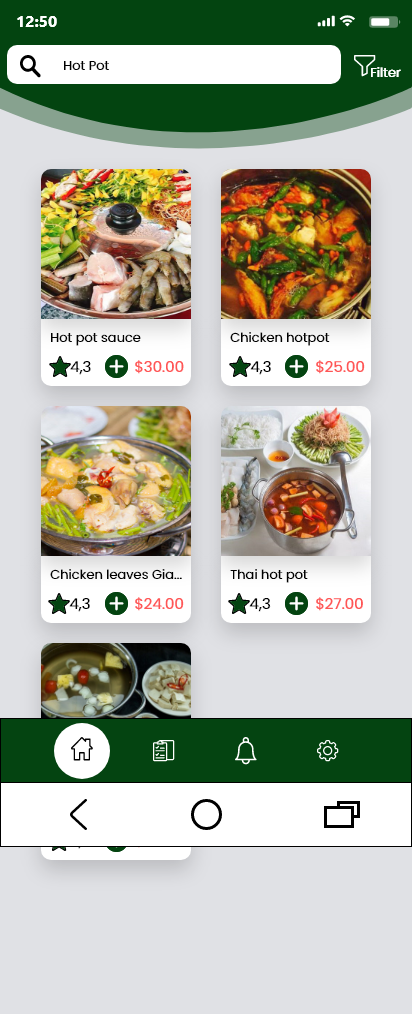 12:50
Hot Pot
Filter
Hot pot sauce
Chicken hotpot
4,3 $30.00
4,3 $25.00
Chicken leaves Gia...
Thai hot pot
4,3 $24.00
4,3 $27.00